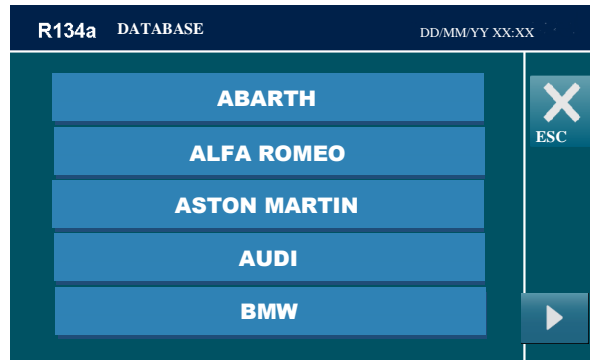 R134a DATABASE DD/MM/YY XX:XX
ABARTH
ALFA ROMEO
ASTON MARTIN
AUDI
BMW
ESC